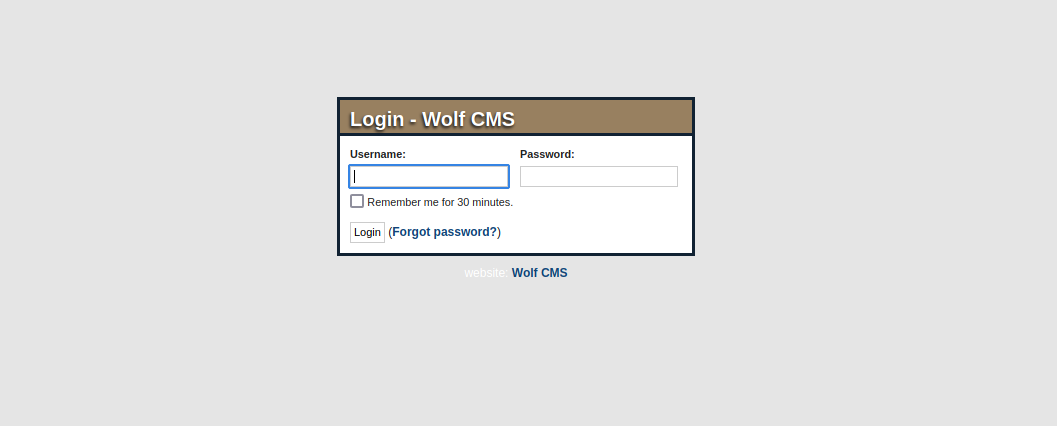 Login - Wolf CMS
Username: Password:
Remember me for 30 minutes.
Login (Forgot password?)
website: Wolf CMS